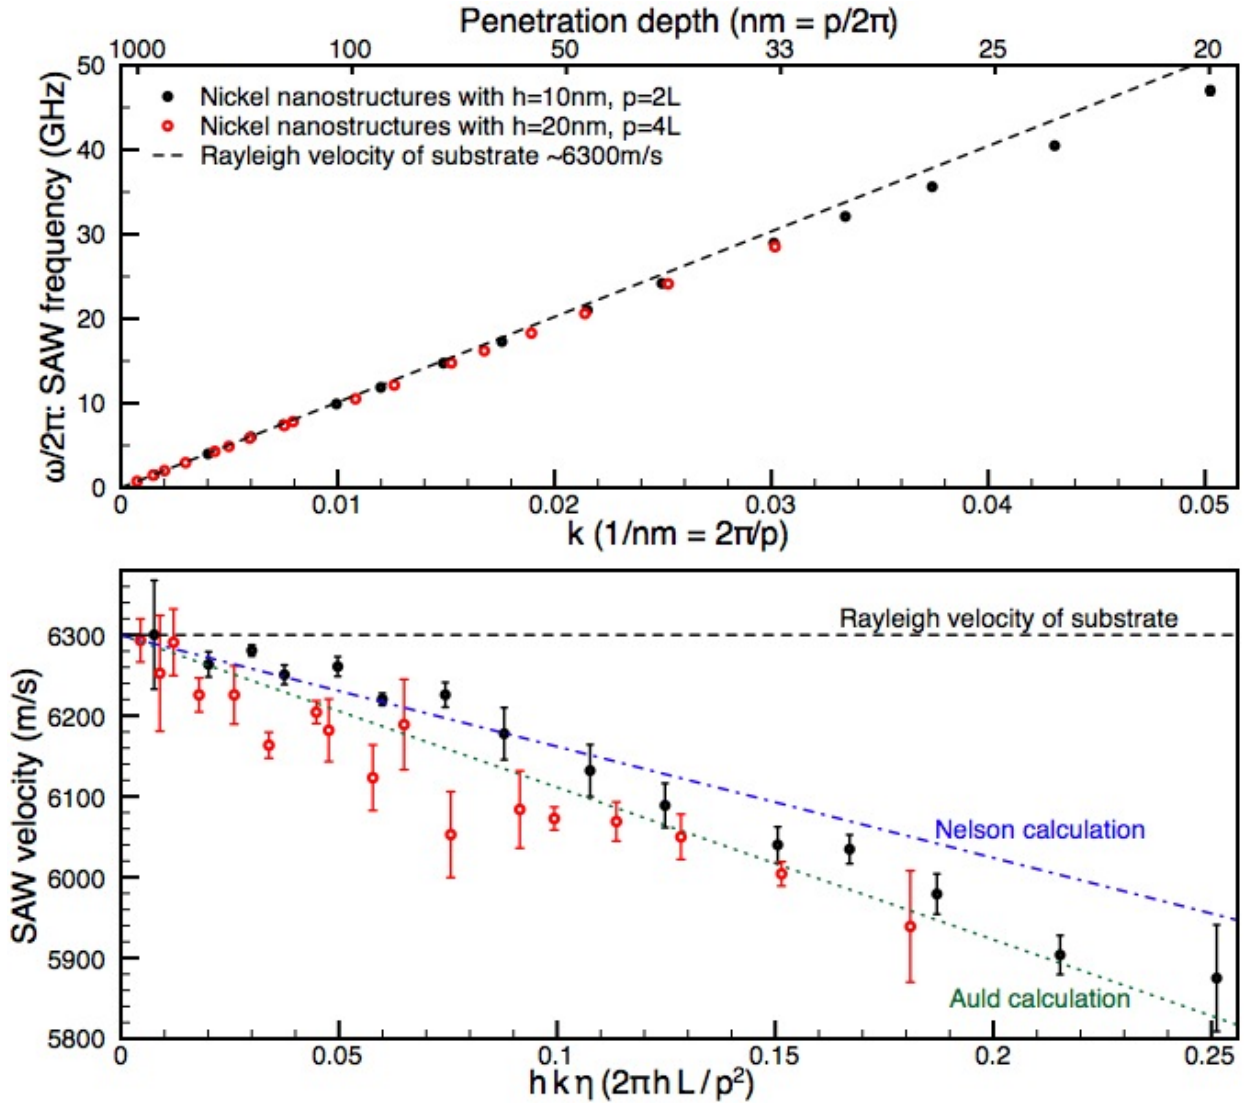 Penetration depth (nm = p/2π)
1000 100 50 33 25 20
50
Nickel nanostructures with h=10nm, p=2L
Nickel nanostructures with h=20nm, p=4L
Rayleigh velocity of substrate ~6300m/s
40
30
20
10
0
ω/2π: SAW frequency (GHz)
0 0.01 0.02 0.03 0.04 0.05
k (1/nm = 2π/p)
Rayleigh velocity of substrate
6300
6200
6100
Nelson calculation
6000
5900
Auld calculation
5800
SAW velocity (m/s)
0 0.05 0.1 0.15 0.2 0.25
h k η (2π h L / p²)